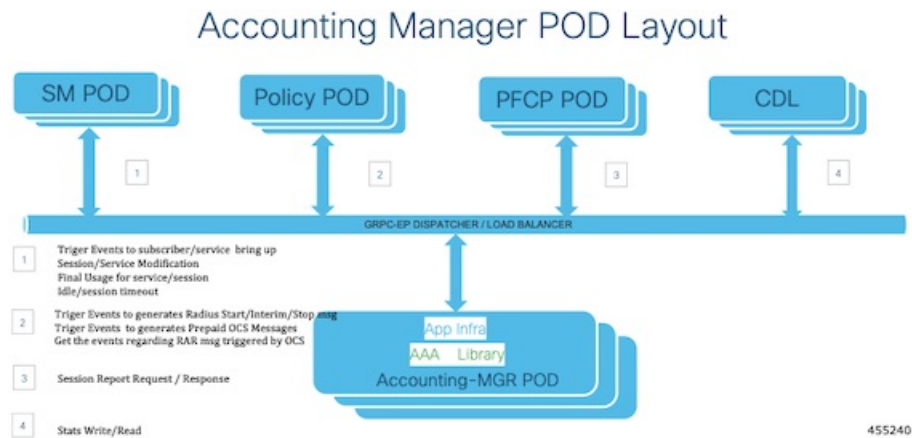 Accounting Manager POD Layout
SM POD
Policy POD
PFCP POD
CDL
1
2
3
4
GRPC-EP DISPATCHER / LOAD BALANCER
1
Triger Events to subscriber/service bring up
Session/Service Modification
Final Usage for service/session
Idle/session timeout
2
Triger Events to generates Radius Start/Interim/Stop msg
Triger Events to generates Prepaid OCS Messages
Get the events regarding RAR msg triggered by OCS
App Infra
AAA Library
Accounting-MGR POD
3
Session Report Request / Response
4
Stats Write/Read
455240